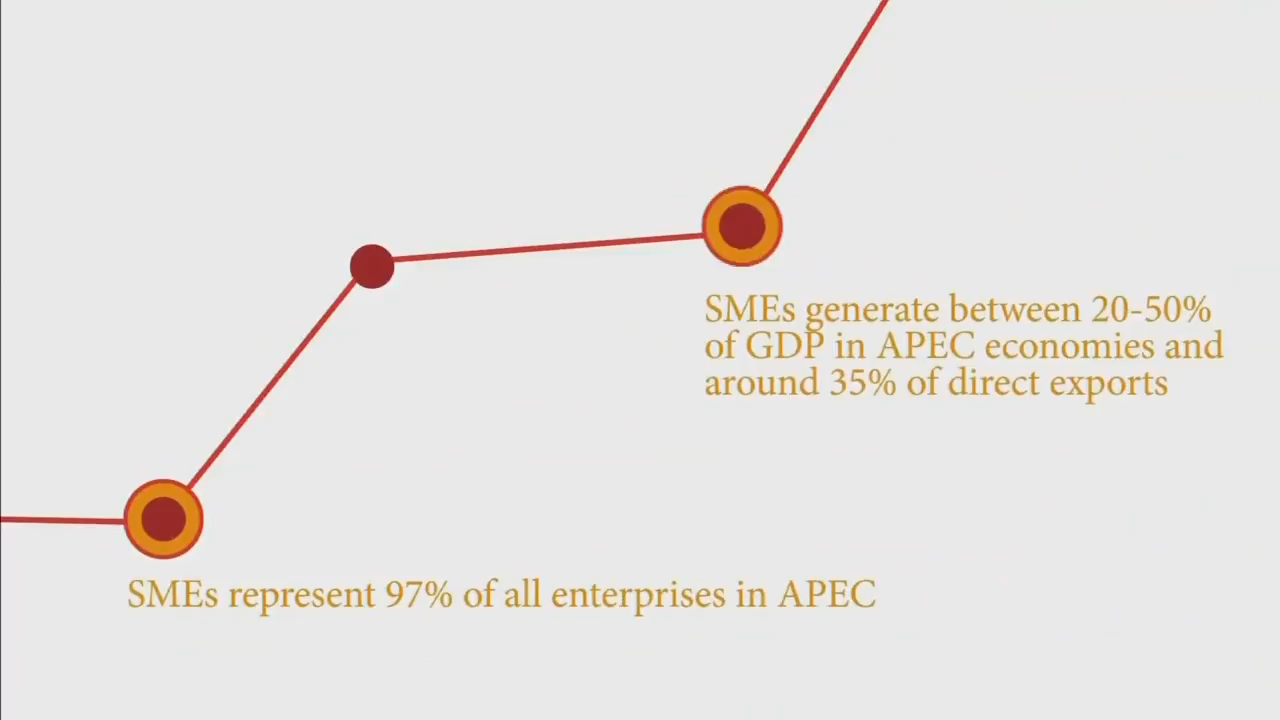 SMEs generate between 20-50%
of GDP in APEC economies and
around 35% of direct exports
SMEs represent 97% of all enterprises in APEC